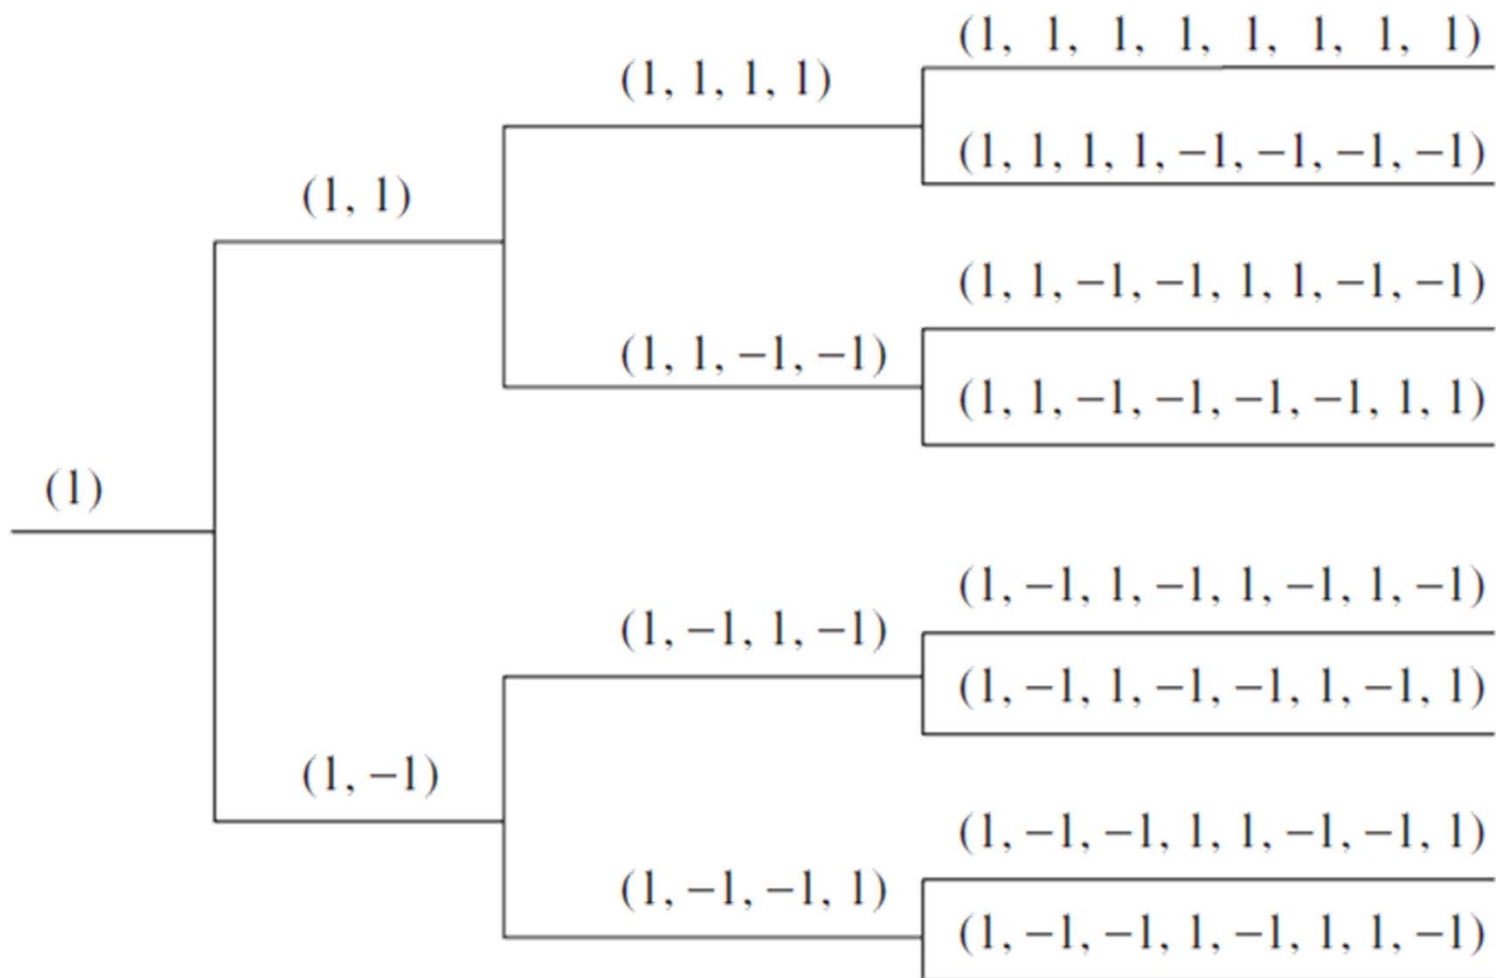 (1)
(1, 1)
(1, -1)
(1, 1, 1, 1)
(1, 1, -1, -1)
(1, -1, 1, -1)
(1, -1, -1, 1)
(1, 1, 1, 1, 1, 1, 1, 1)
(1, 1, 1, 1, -1, -1, -1, -1)
(1, 1, -1, -1, 1, 1, -1, -1)
(1, 1, -1, -1, -1, -1, 1, 1)
(1, -1, 1, -1, 1, -1, 1, -1)
(1, -1, 1, -1, -1, 1, -1, 1)
(1, -1, -1, 1, 1, -1, -1, 1)
(1, -1, -1, 1, -1, 1, 1, -1)